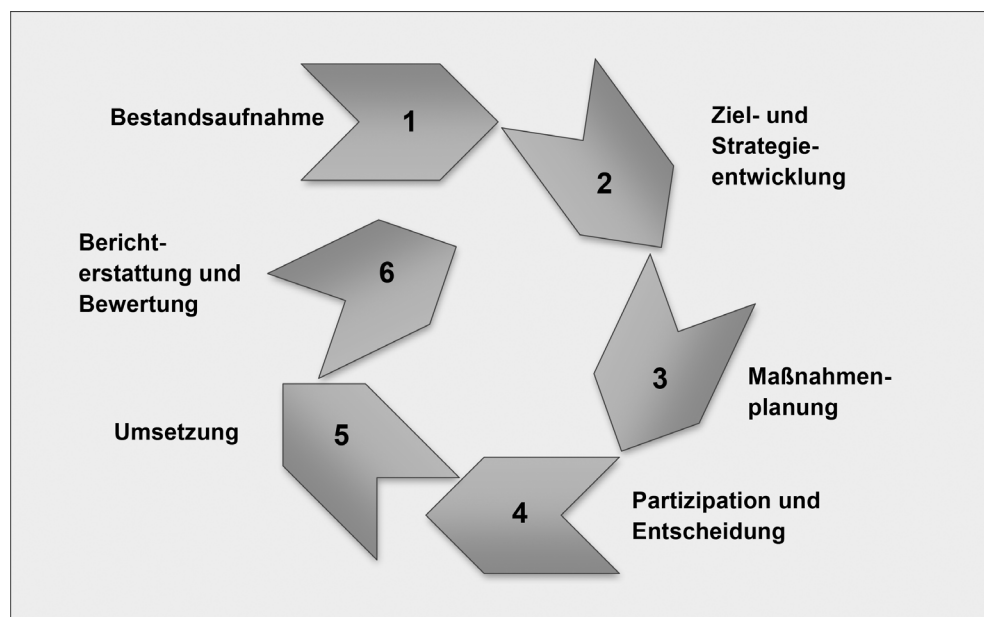 Bestandsaufnahme
1
2
Ziel- und
Strategie-
entwicklung
3
Maßnahmen-
planung
4
Partizipation und
Entscheidung
5
Umsetzung
6
Bericht-
erstattung und
Bewertung